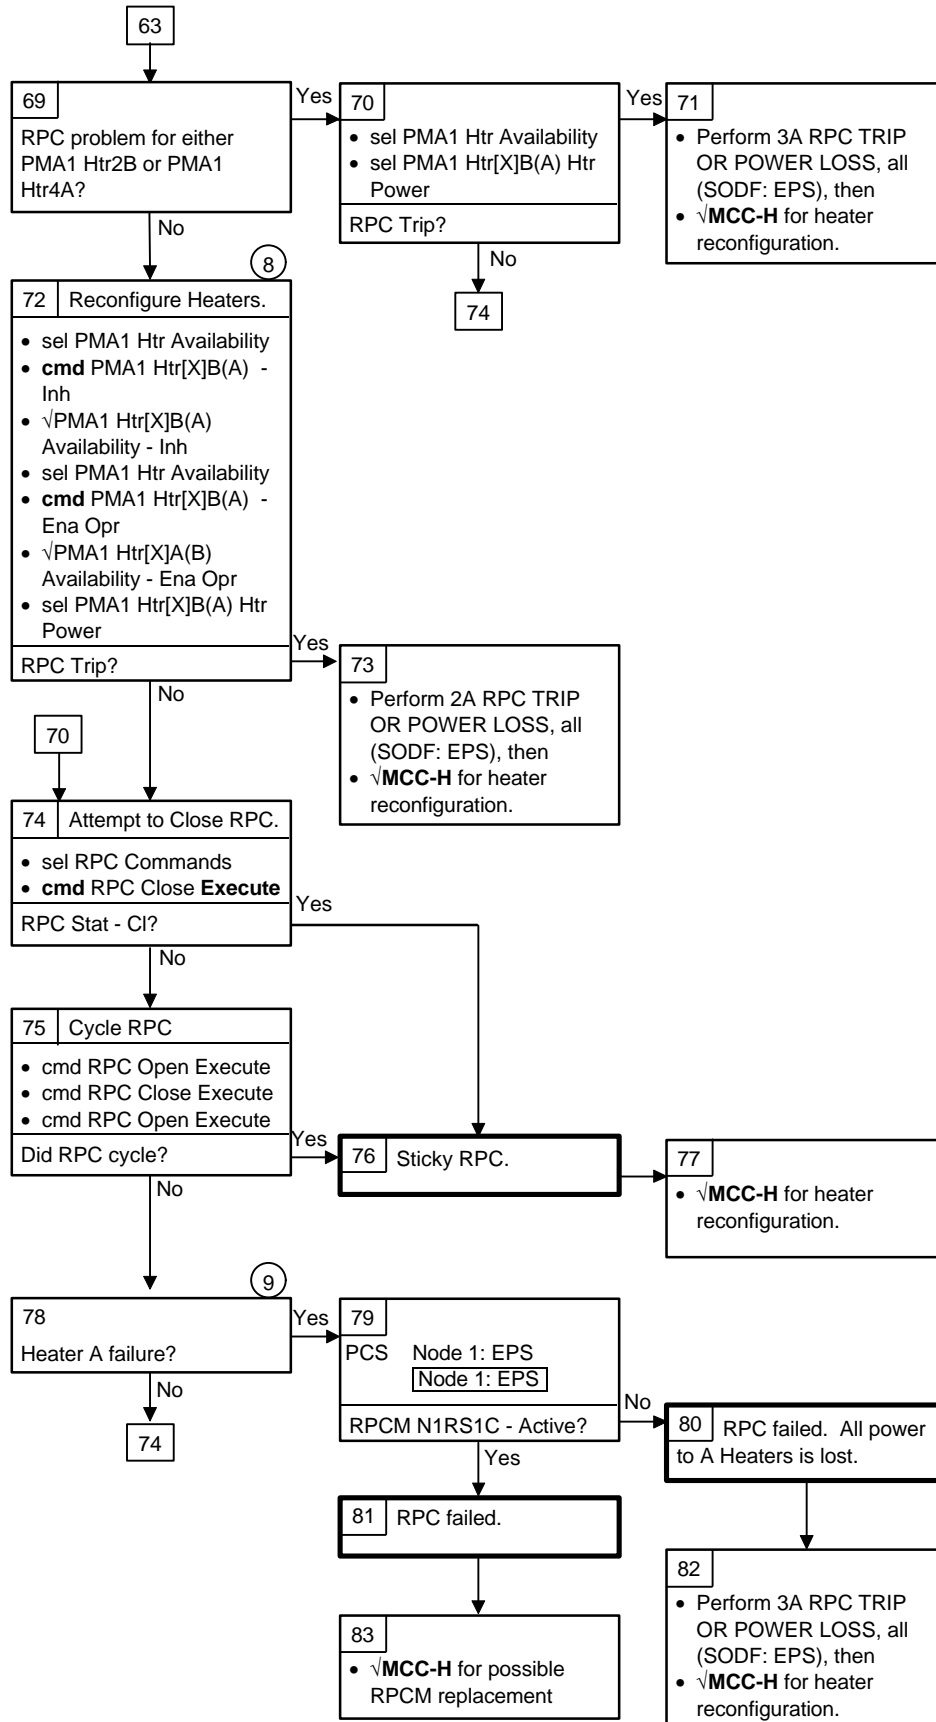 63
69
RPC problem for either
PMA1 Htr2B or PMA1
Htr4A?
Yes
No
70
• sel PMA1 Htr Availability
• sel PMA1 Htr[X]B(A) Htr
Power
RPC Trip?
Yes
No
74
71
• Perform 3A RPC TRIP
OR POWER LOSS, all
(SODF: EPS), then
• √MCC-H for heater
reconfiguration.
8
72 Reconfigure Heaters.
• sel PMA1 Htr Availability
• cmd PMA1 Htr[X]B(A) -
Inh
• √PMA1 Htr[X]B(A)
Availability - Inh
• sel PMA1 Htr Availability
• cmd PMA1 Htr[X]B(A) -
Ena Opr
• √PMA1 Htr[X]A(B)
Availability - Ena Opr
• sel PMA1 Htr[X]B(A) Htr
Power
RPC Trip?
Yes
No
73
• Perform 2A RPC TRIP
OR POWER LOSS, all
(SODF: EPS), then
• √MCC-H for heater
reconfiguration.
70
74 Attempt to Close RPC.
• sel RPC Commands
• cmd RPC Close Execute
RPC Stat - Cl?
Yes
No
75 Cycle RPC
• cmd RPC Open Execute
• cmd RPC Close Execute
• cmd RPC Open Execute
Did RPC cycle?
Yes
No
76 Sticky RPC.
77
• √MCC-H for heater
reconfiguration.
9
78
Heater A failure?
Yes
No
74
79
PCS Node 1: EPS
Node 1: EPS
RPCM N1RS1C - Active?
No
Yes
80 RPC failed. All power
to A Heaters is lost.
81 RPC failed.
82
• Perform 3A RPC TRIP
OR POWER LOSS, all
(SODF: EPS), then
• √MCC-H for heater
reconfiguration.
83
• √MCC-H for possible
RPCM replacement